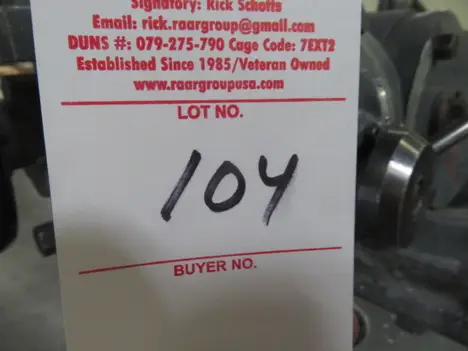 Signatory: Rick Schotts
Email: rick.raargroup@gmail.com
DUNS #: 079-275-790 Cage Code: 7EXT2
Established Since 1985/Veteran Owned
www.raargroupusa.com
LOT NO.
104
BUYER NO.